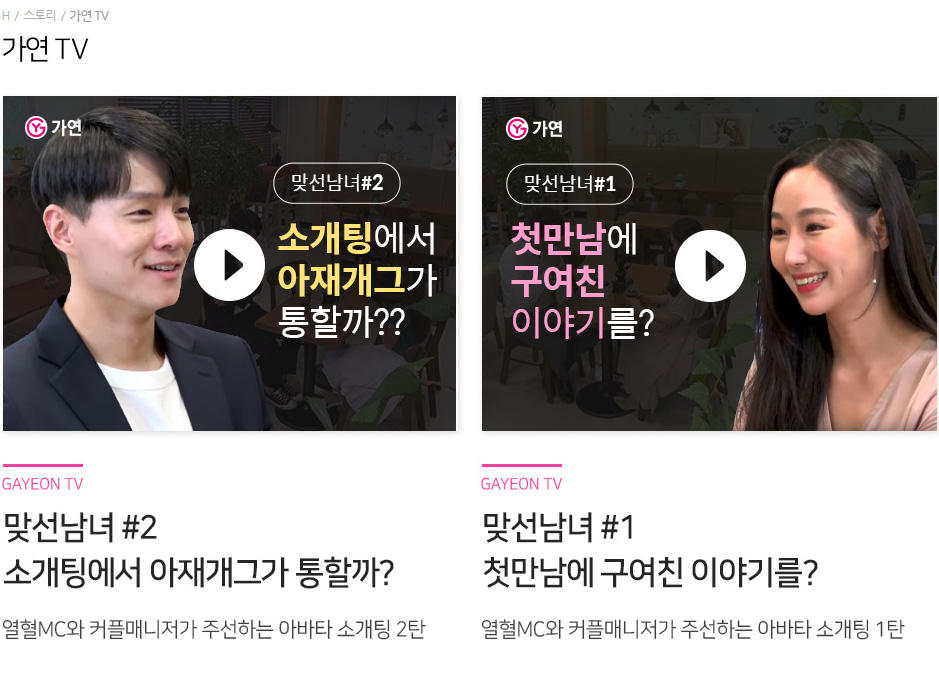 H / 스토리 / 가연 TV
가연 TV
가연
맞선남녀#2
소개팅에서
아재개그가
통할까??
가연
맞선남녀#1
첫만남에
구여친
이야기를?
GAYEON TV
맞선남녀 #2
소개팅에서 아재개그가 통할까?
열혈MC와 커플매니저가 주선하는 아바타 소개팅 2탄
GAYEON TV
맞선남녀 #1
첫만남에 구여친 이야기를?
열혈MC와 커플매니저가 주선하는 아바타 소개팅 1탄